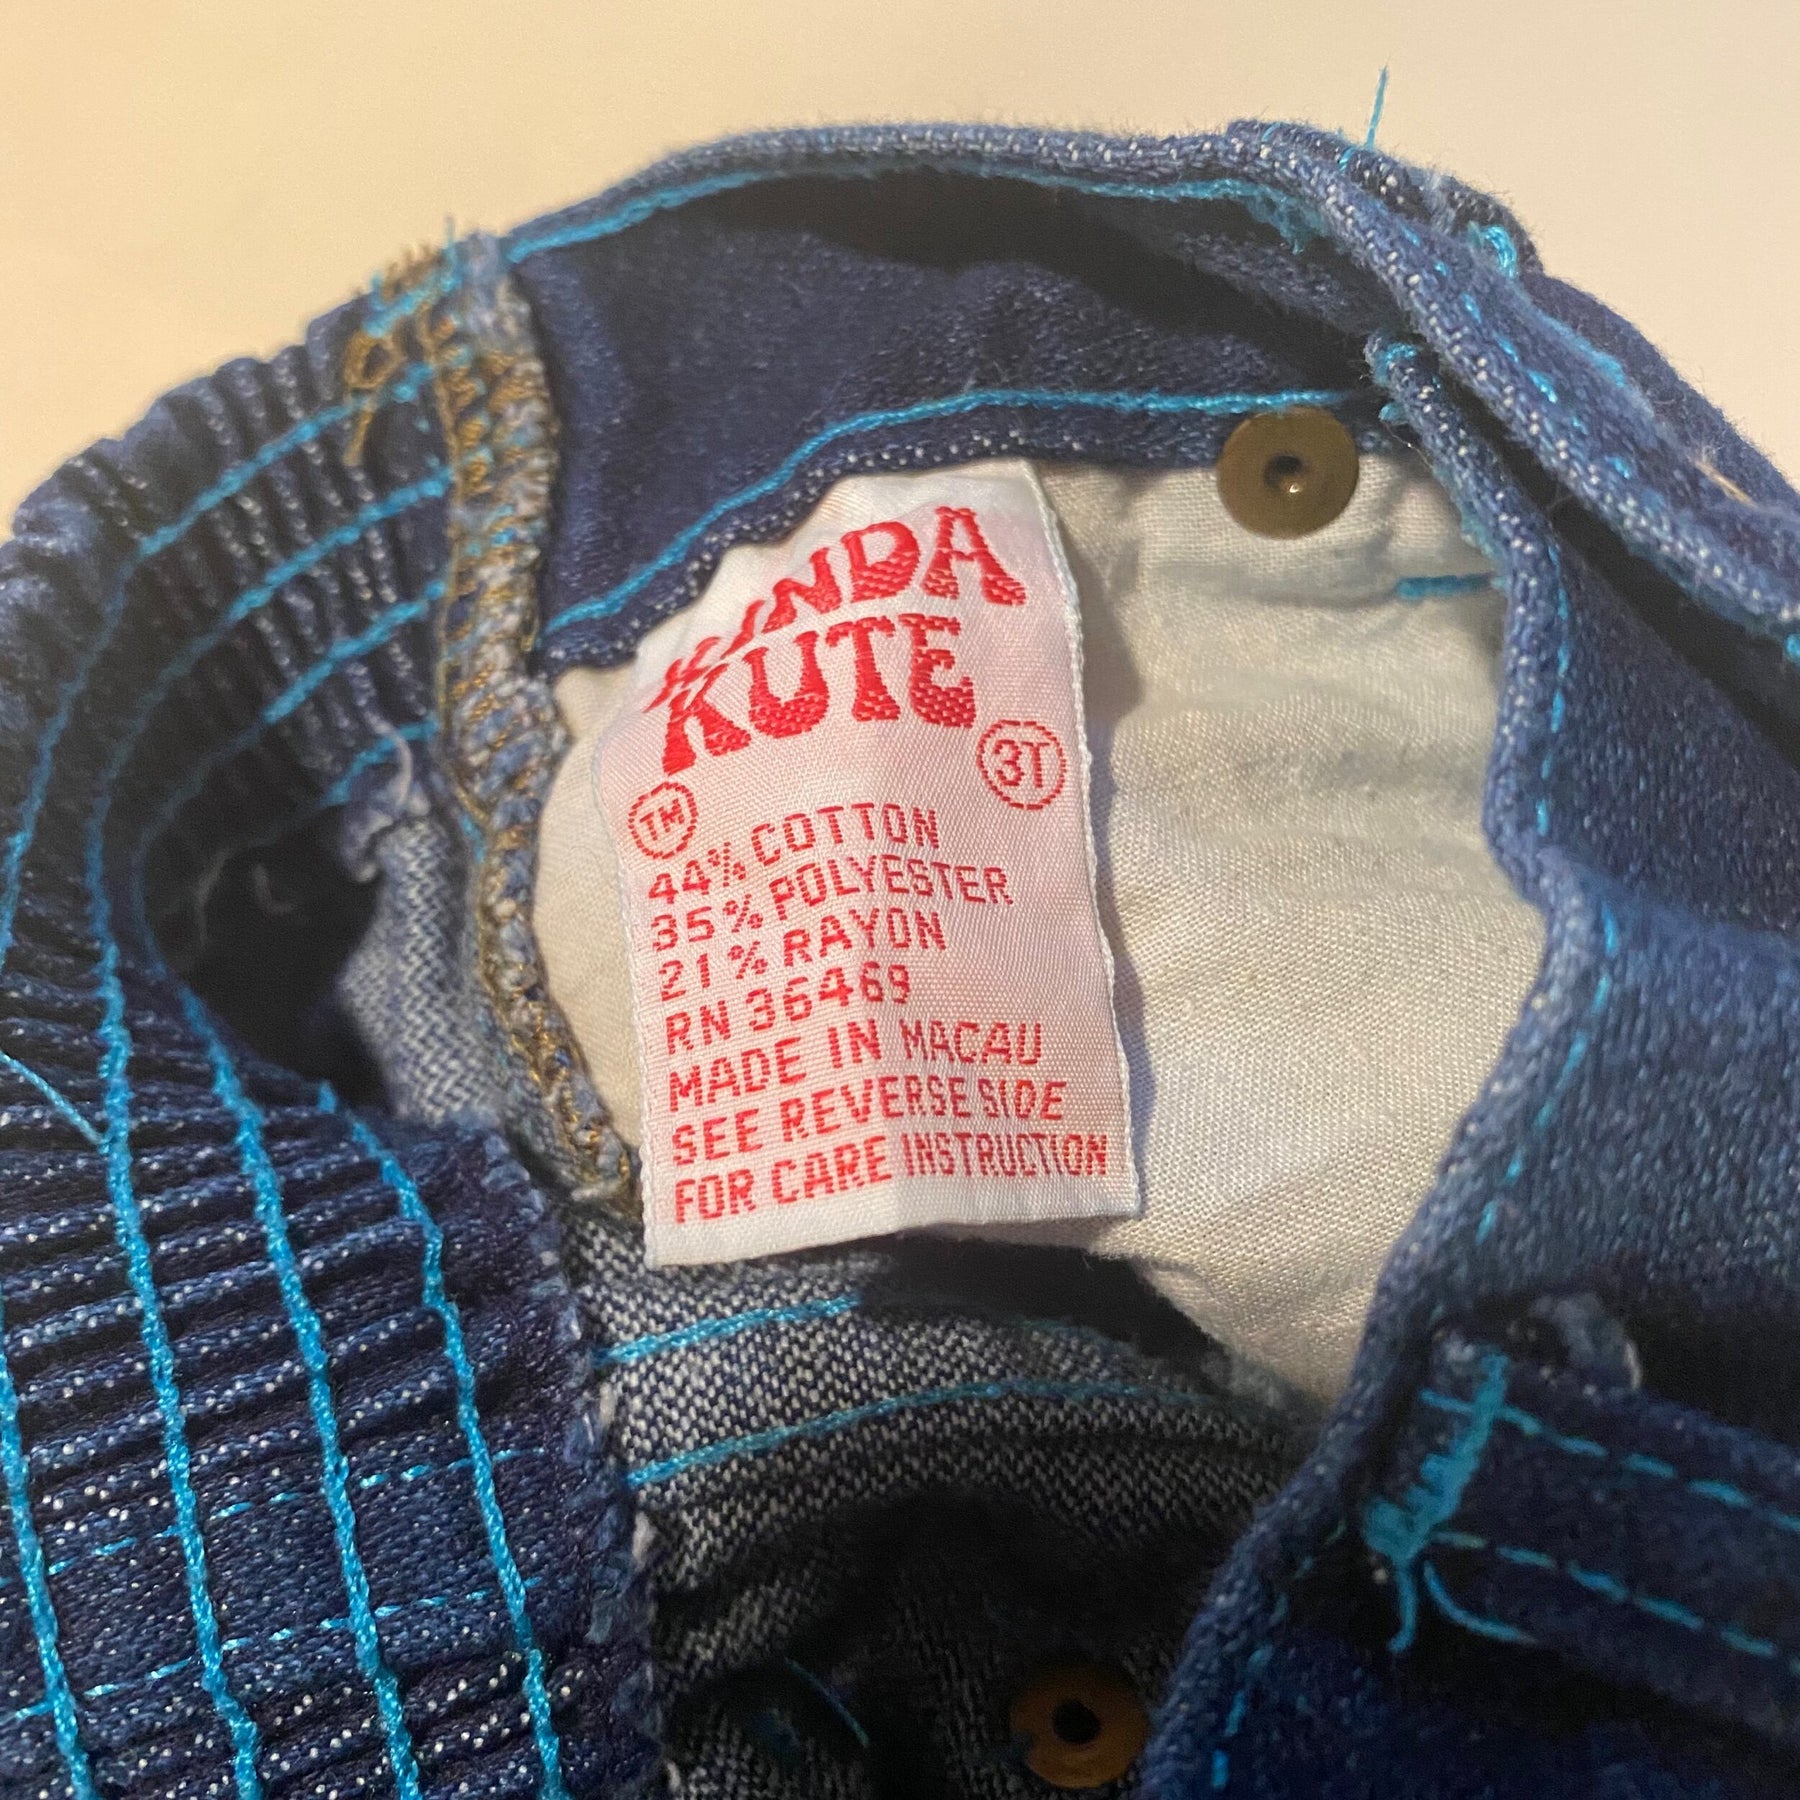 KINDA
KUTE
3T
TM
44% COTTON
35% POLYESTER
21% RAYON
RN 36469
MADE IN MACAU
SEE REVERSE SIDE
FOR CARE INSTRUCTION